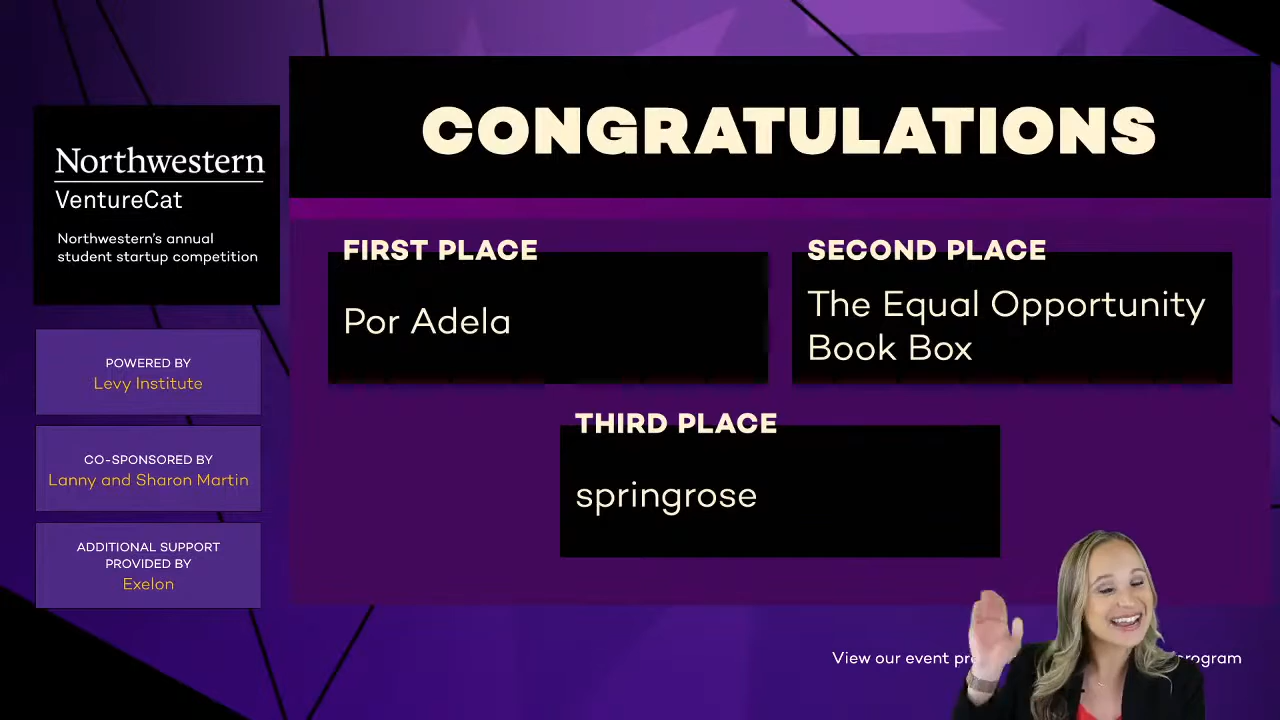 CONGRATULATIONS
Northwestern
VentureCat
Northwestern's annual
student startup competition
FIRST PLACE
Por Adela
SECOND PLACE
The Equal Opportunity
Book Box
THIRD PLACE
springrose
POWERED BY
Levy Institute
CO-SPONSORED BY
Lanny and Sharon Martin
ADDITIONAL SUPPORT
PROVIDED BY
Exelon
View our event